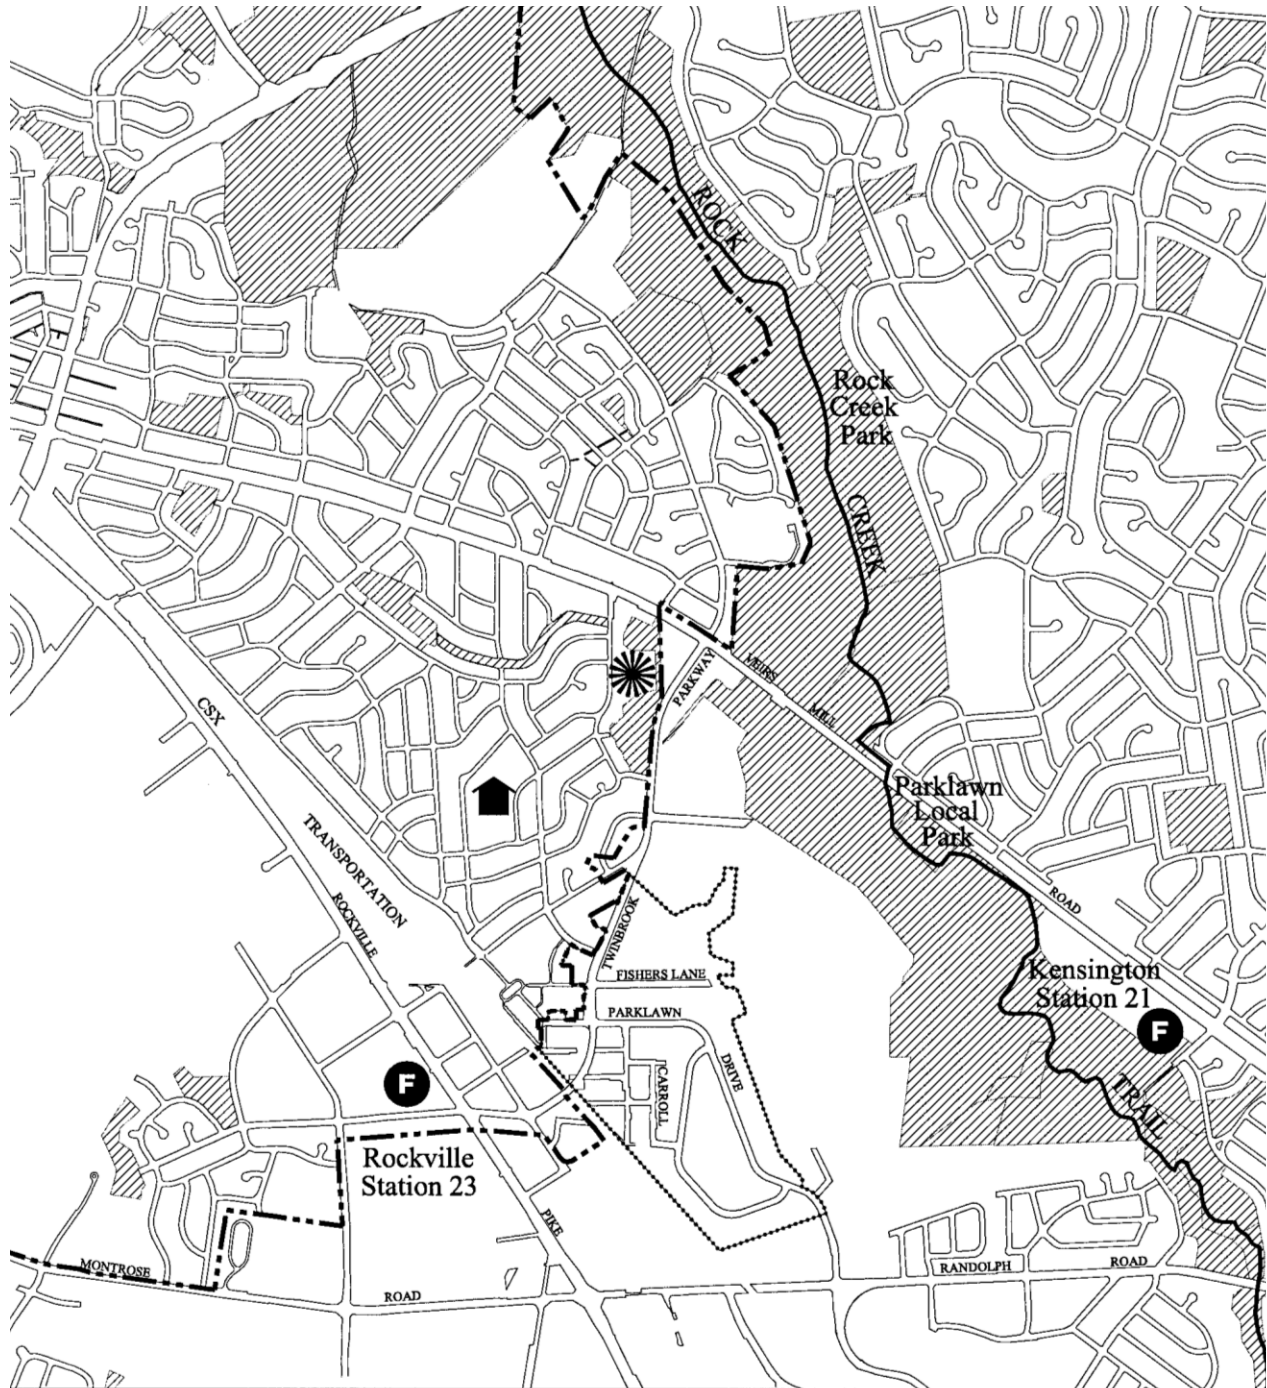 ROCK
Rock
Creek
Park
CREEK
VEIRS
PARKWAY
MILL
CSX
Parklawn
Local
Park
TRANSPORTATION
ROCKVILLE
ROAD
TWINBROOK
Kensington
Station 21
FISHERS LANE
PARKLAWN
F
DRIVE
F
CARROLL
TRAIL
Rockville
Station 23
PIKE
MONTROSE
RANDOLPH
ROAD
ROAD